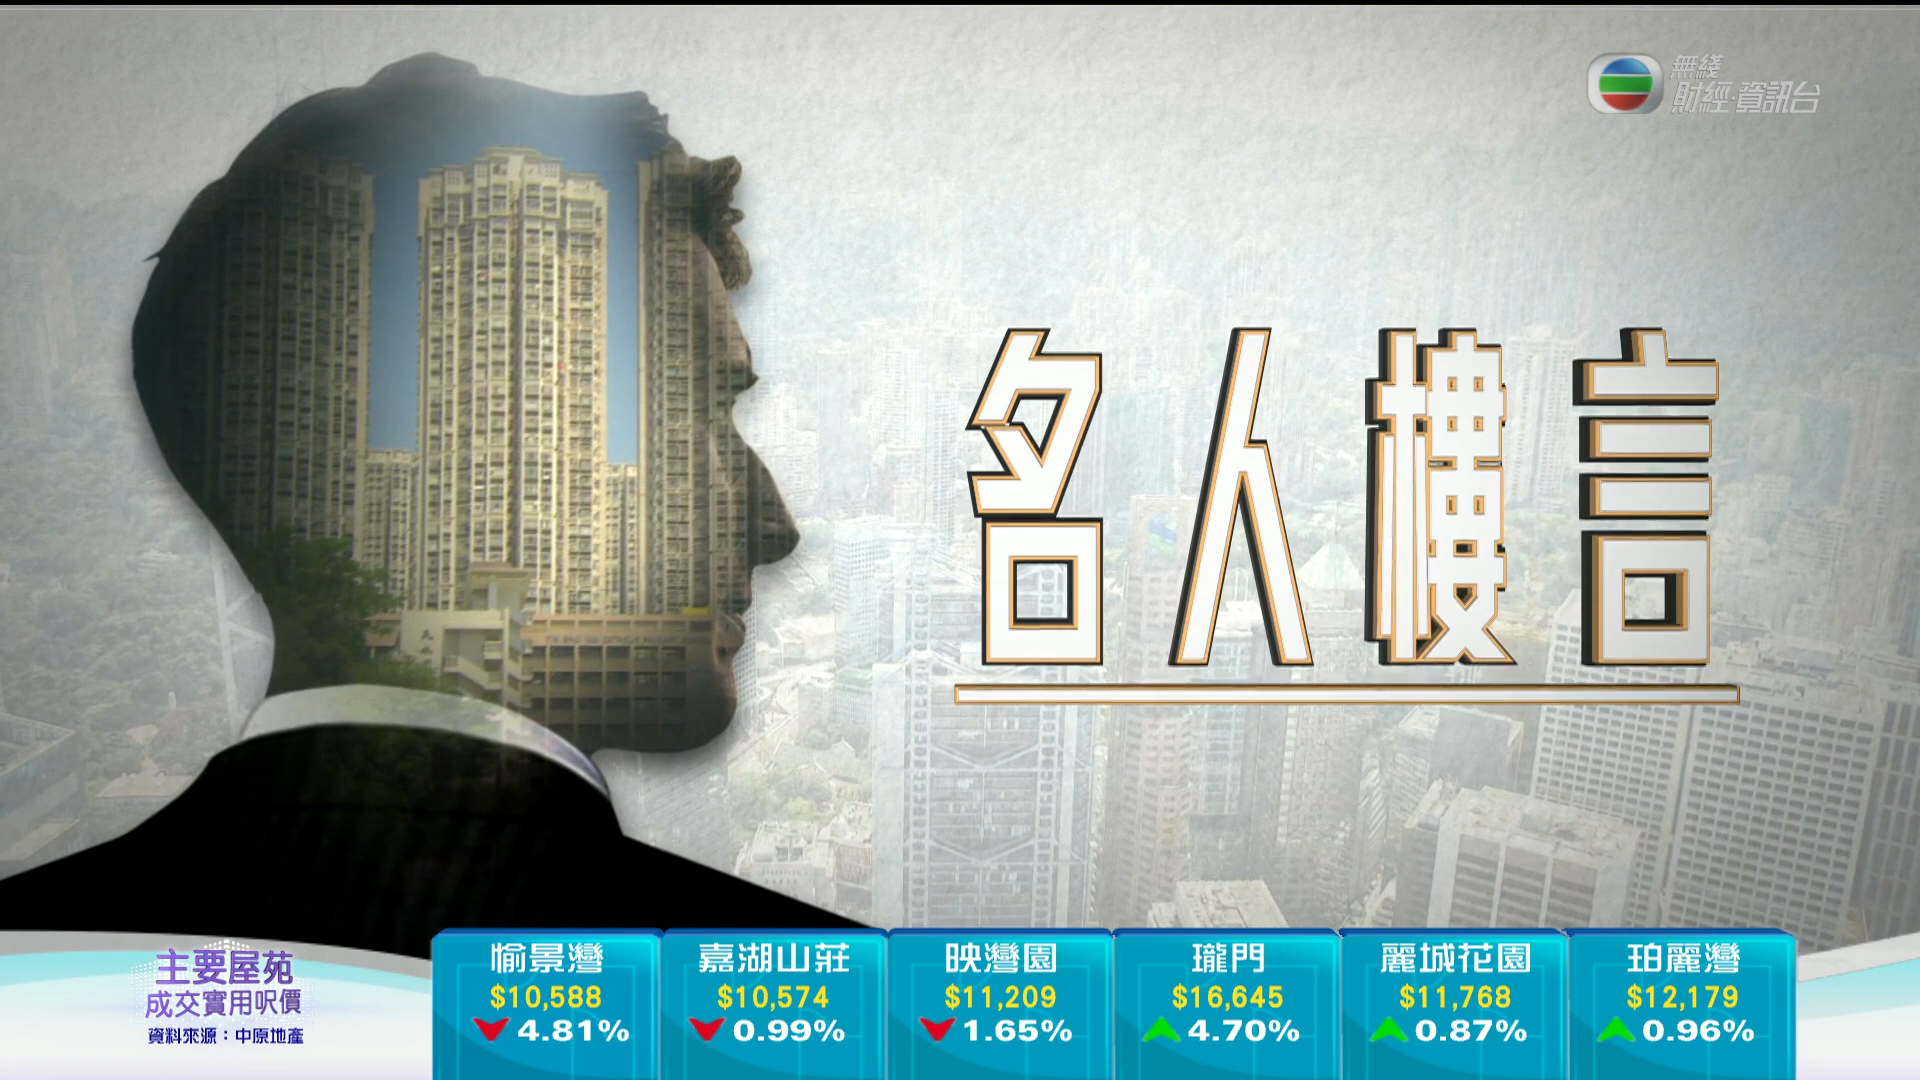 無綫
財經·資訊台
名人樓言
主要屋苑
成交實用呎價
資料來源：中原地產
愉景灣
$10,588
4.81%
嘉湖山莊
$10,574
0.99%
映灣園
$11,209
1.65%
瓏門
$16,645
4.70%
麗城花園
$11,768
0.87%
珀麗灣
$12,179
0.96%